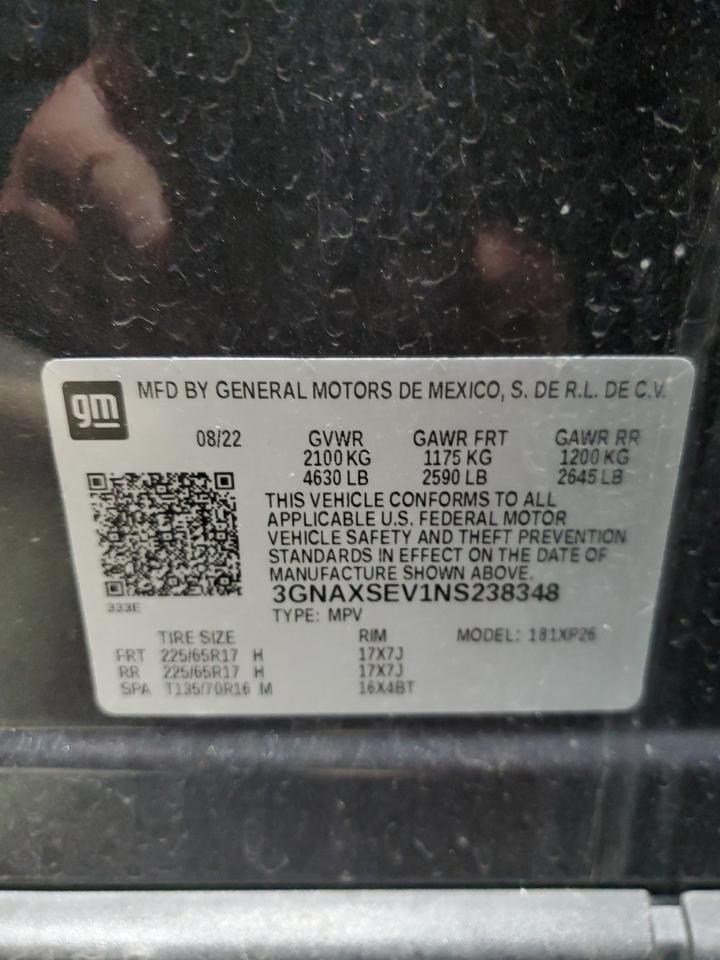 gm MFD BY GENERAL MOTORS DE MEXICO, S. DE R.L. DE C.V.
08/22 GVWR GAWR FRT GAWR RR
2100 KG 1175 KG 1200 KG
4630 LB 2590 LB 2645 LB
THIS VEHICLE CONFORMS TO ALL
APPLICABLE U.S. FEDERAL MOTOR
VEHICLE SAFETY AND THEFT PREVENTION
STANDARDS IN EFFECT ON THE DATE OF
MANUFACTURE SHOWN ABOVE.
3GNAXSEV1NS238348
333E
TYPE: MPV
TIRE SIZE RIM MODEL: 181XP26
FRT 225/65R17 H 17X7J
RR 225/65R17 H 17X7J
SPA T135/70R16 M 16X4BT